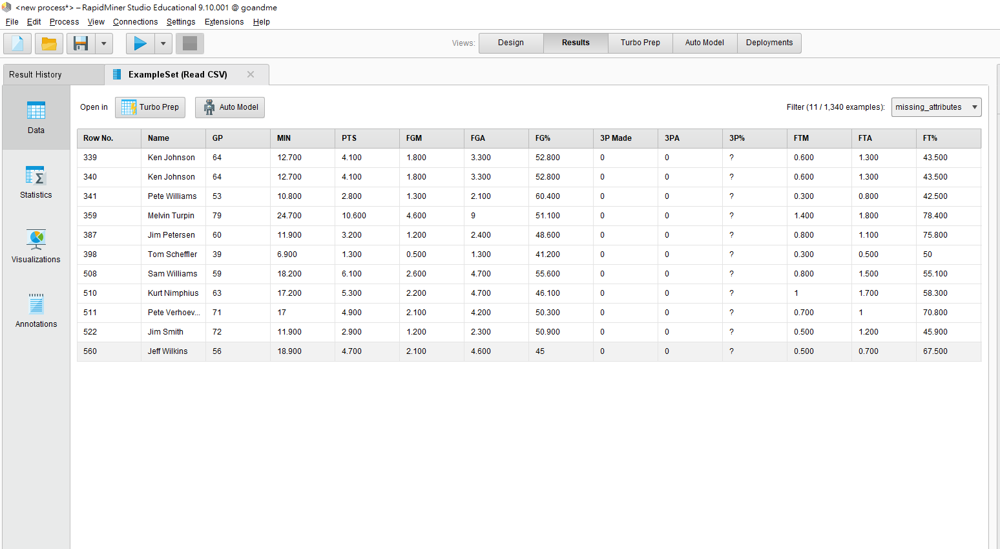 <new process*> – RapidMiner Studio Educational 9.10.001 @ goandme
File Edit Process View Connections Settings Extensions Help
Views: Design Results Turbo Prep Auto Model Deployments
Result History ExampleSet (Read CSV)
Open in Turbo Prep Auto Model Filter (11 / 1,340 examples): missing_attributes
Data
Statistics
Visualizations
Annotations
Row No. Name GP MIN PTS FGM FGA FG% 3P Made 3PA 3P% FTM FTA FT%
339 Ken Johnson 64 12.700 4.100 1.800 3.300 52.800 0 0 ? 0.600 1.300 43.500
340 Ken Johnson 64 12.700 4.100 1.800 3.300 52.800 0 0 ? 0.600 1.300 43.500
341 Pete Williams 53 10.800 2.800 1.300 2.100 60.400 0 0 ? 0.300 0.800 42.500
359 Melvin Turpin 79 24.700 10.600 4.600 9 51.100 0 0 ? 1.400 1.800 78.400
387 Jim Petersen 60 11.900 3.200 1.200 2.400 48.600 0 0 ? 0.800 1.100 75.800
398 Tom Scheffler 39 6.900 1.300 0.500 1.300 41.200 0 0 ? 0.300 0.500 50
508 Sam Williams 59 18.200 6.100 2.600 4.700 55.600 0 0 ? 0.800 1.500 55.100
510 Kurt Nimphius 63 17.200 5.300 2.200 4.700 46.100 0 0 ? 1 1.700 58.300
511 Pete Verhoev... 71 17 4.900 2.100 4.200 50.300 0 0 ? 0.700 1 70.800
522 Jim Smith 72 11.900 2.900 1.200 2.300 50.900 0 0 ? 0.500 1.200 45.900
560 Jeff Wilkins 56 18.900 4.700 2.100 4.600 45 0 0 ? 0.500 0.700 67.500